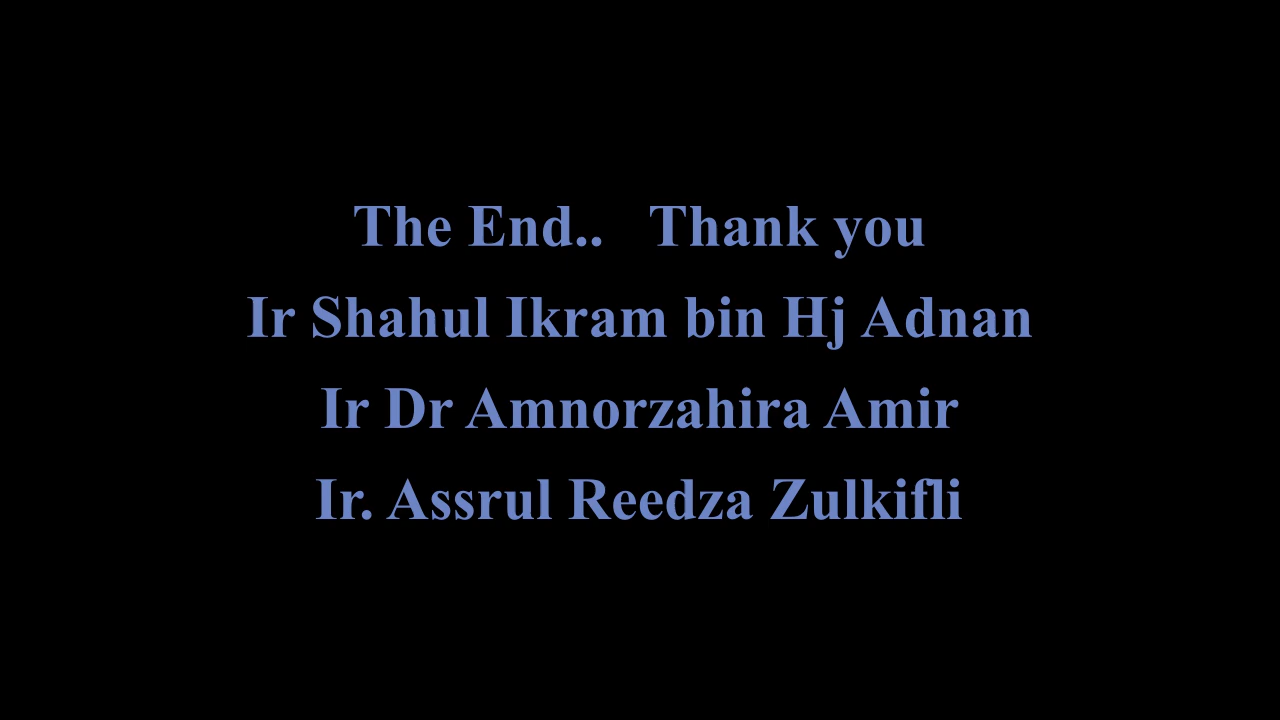 The End..   Thank you
Ir Shahul Ikram bin Hj Adnan
Ir Dr Amnorzahira Amir
Ir. Assrul Reedza Zulkifli